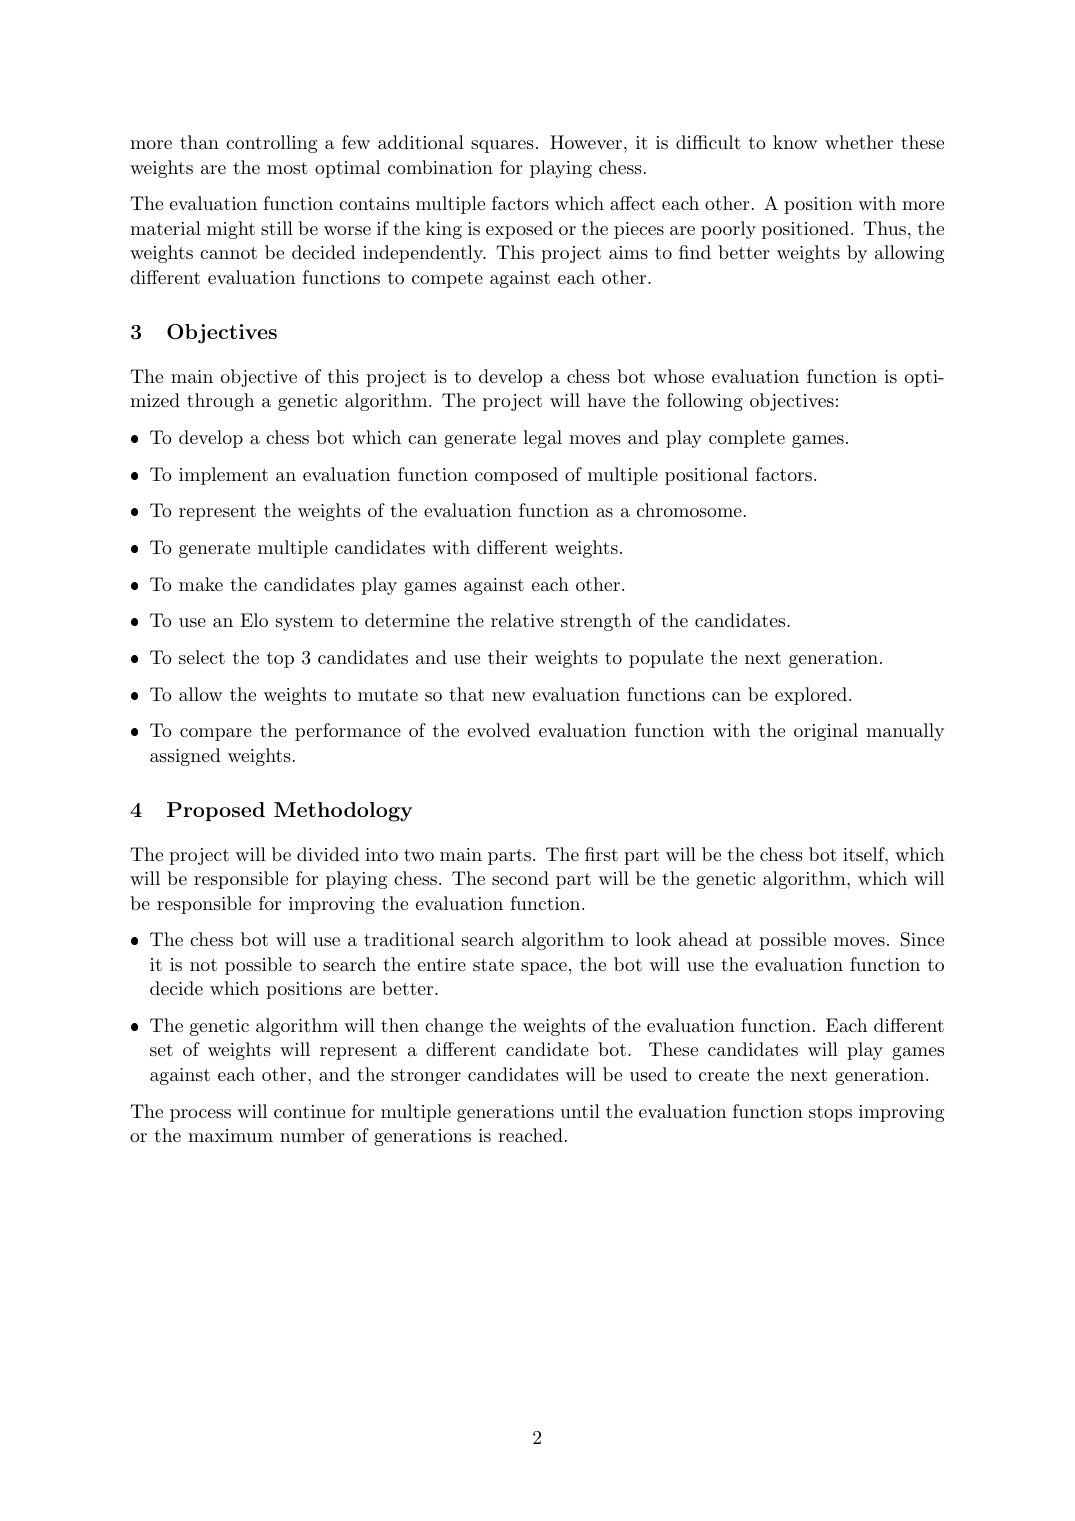 more than controlling a few additional squares. However, it is difficult to know whether these
weights are the most optimal combination for playing chess.
The evaluation function contains multiple factors which affect each other. A position with more
material might still be worse if the king is exposed or the pieces are poorly positioned. Thus, the
weights cannot be decided independently. This project aims to find better weights by allowing
different evaluation functions to compete against each other.
3 Objectives
The main objective of this project is to develop a chess bot whose evaluation function is opti-
mized through a genetic algorithm. The project will have the following objectives:
• To develop a chess bot which can generate legal moves and play complete games.
• To implement an evaluation function composed of multiple positional factors.
• To represent the weights of the evaluation function as a chromosome.
• To generate multiple candidates with different weights.
• To make the candidates play games against each other.
• To use an Elo system to determine the relative strength of the candidates.
• To select the top 3 candidates and use their weights to populate the next generation.
• To allow the weights to mutate so that new evaluation functions can be explored.
• To compare the performance of the evolved evaluation function with the original manually
assigned weights.
4 Proposed Methodology
The project will be divided into two main parts. The first part will be the chess bot itself, which
will be responsible for playing chess. The second part will be the genetic algorithm, which will
be responsible for improving the evaluation function.
• The chess bot will use a traditional search algorithm to look ahead at possible moves. Since
it is not possible to search the entire state space, the bot will use the evaluation function to
decide which positions are better.
• The genetic algorithm will then change the weights of the evaluation function. Each different
set of weights will represent a different candidate bot. These candidates will play games
against each other, and the stronger candidates will be used to create the next generation.
The process will continue for multiple generations until the evaluation function stops improving
or the maximum number of generations is reached.
2